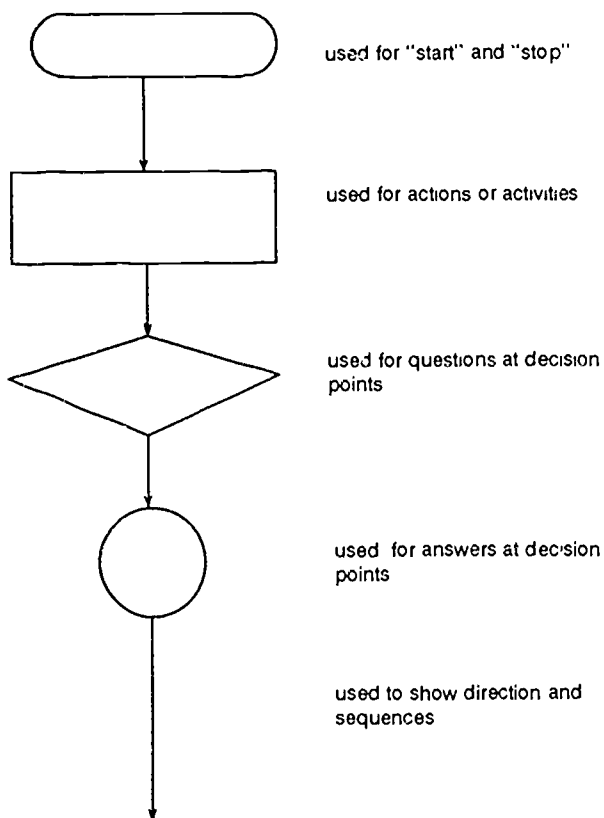 used for "start" and "stop"
used for actions or activities
used for questions at decision
points
used for answers at decision
points
used to show direction and
sequences